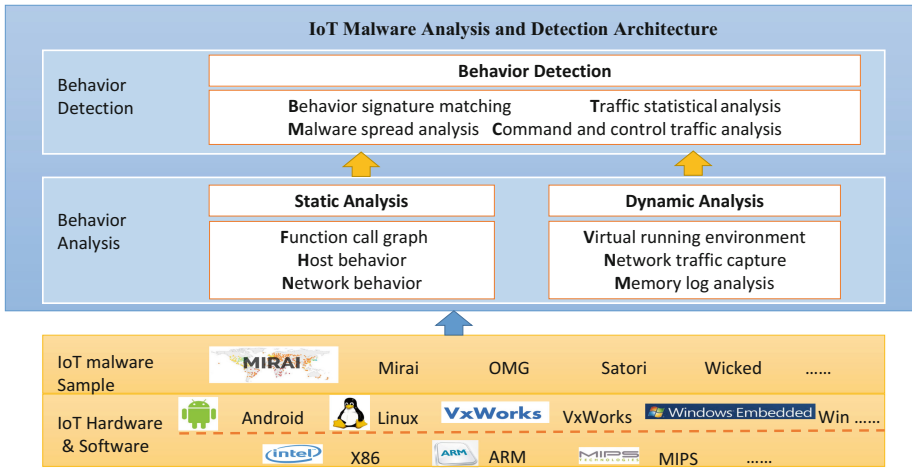 IoT Malware Analysis and Detection Architecture
Behavior
Detection
Behavior Detection
Behavior signature matching Traffic statistical analysis
Malware spread analysis Command and control traffic analysis
Behavior
Analysis
Static Analysis
Function call graph
Host behavior
Network behavior
Dynamic Analysis
Virtual running environment
Network traffic capture
Memory log analysis
IoT malware
Sample
MIRAI Mirai OMG Satori Wicked ......
IoT Hardware
& Software
Android Linux VxWorks VxWorks Windows Embedded Win ......
intel X86 ARM ARM MIPS TECHNOLOGIES MIPS ......